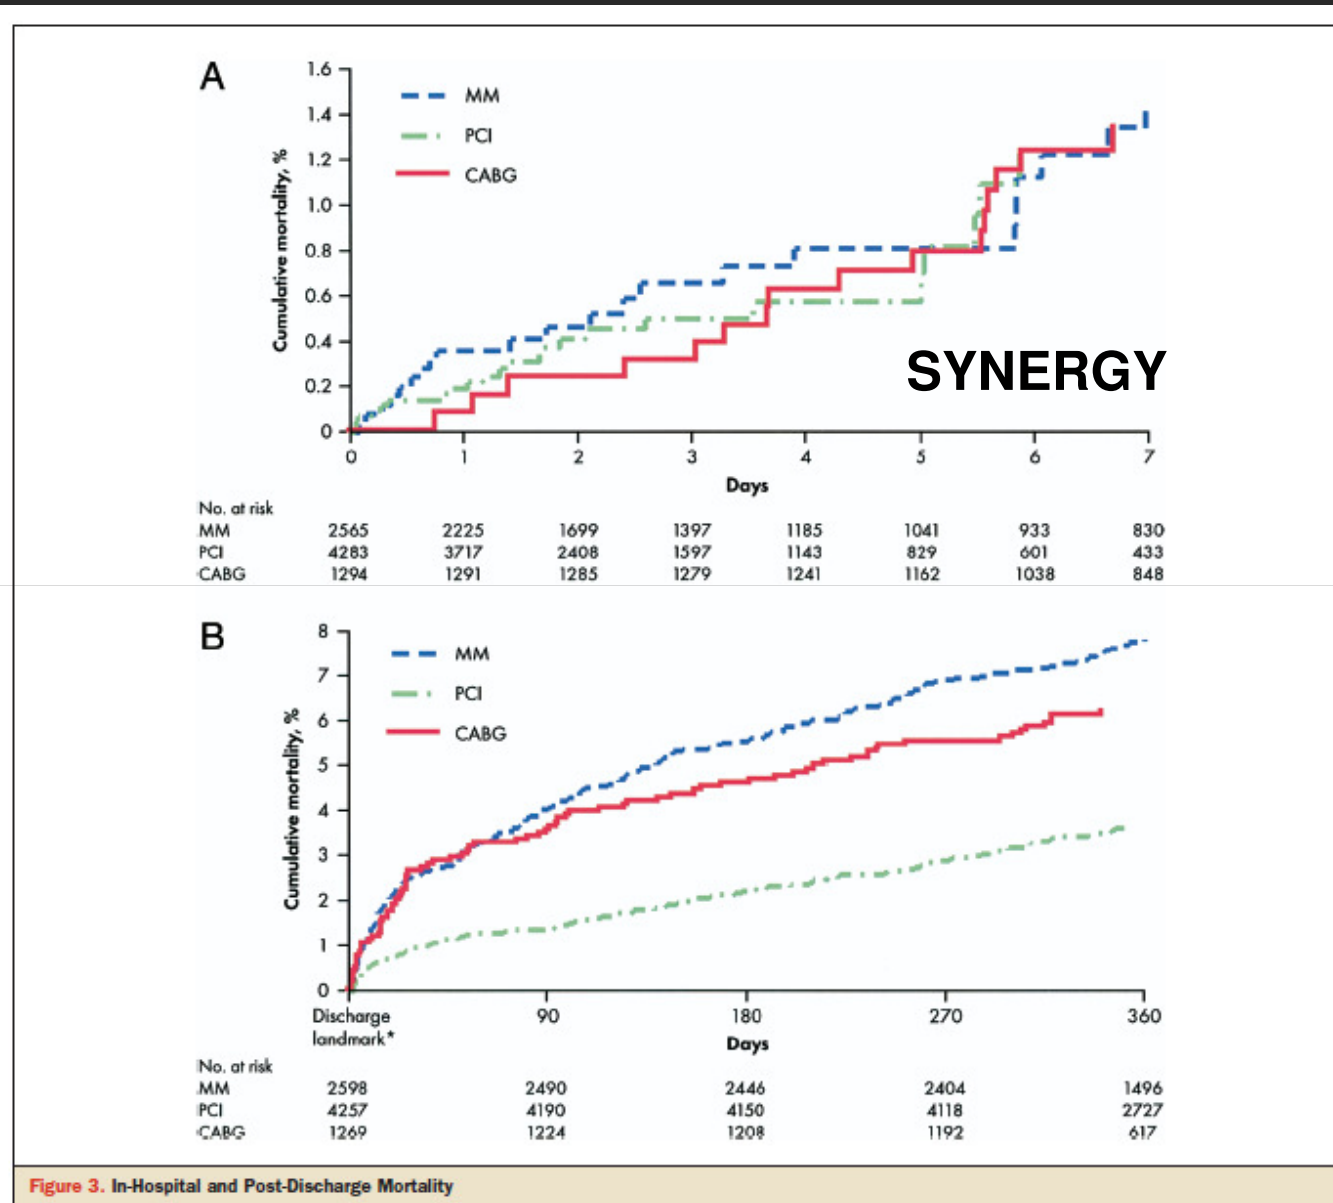 A
1.6
1.4
1.2
1.0
0.8
0.6
0.4
0.2
0
Cumulative mortality, %
MM
PCI
CABG
SYNERGY
0 1 2 3 4 5 6 7
Days
No. at risk
MM 2565 2225 1699 1397 1185 1041 933 830
PCI 4283 3717 2408 1597 1143 829 601 433
CABG 1294 1291 1285 1279 1241 1162 1038 848
B
8
7
6
5
4
3
2
1
0
Cumulative mortality, %
MM
PCI
CABG
Discharge 90 180 270 360
landmark*
Days
No. at risk
MM 2598 2490 2446 2404 1496
PCI 4257 4190 4150 4118 2727
CABG 1269 1224 1208 1192 617
Figure 3. In-Hospital and Post-Discharge Mortality